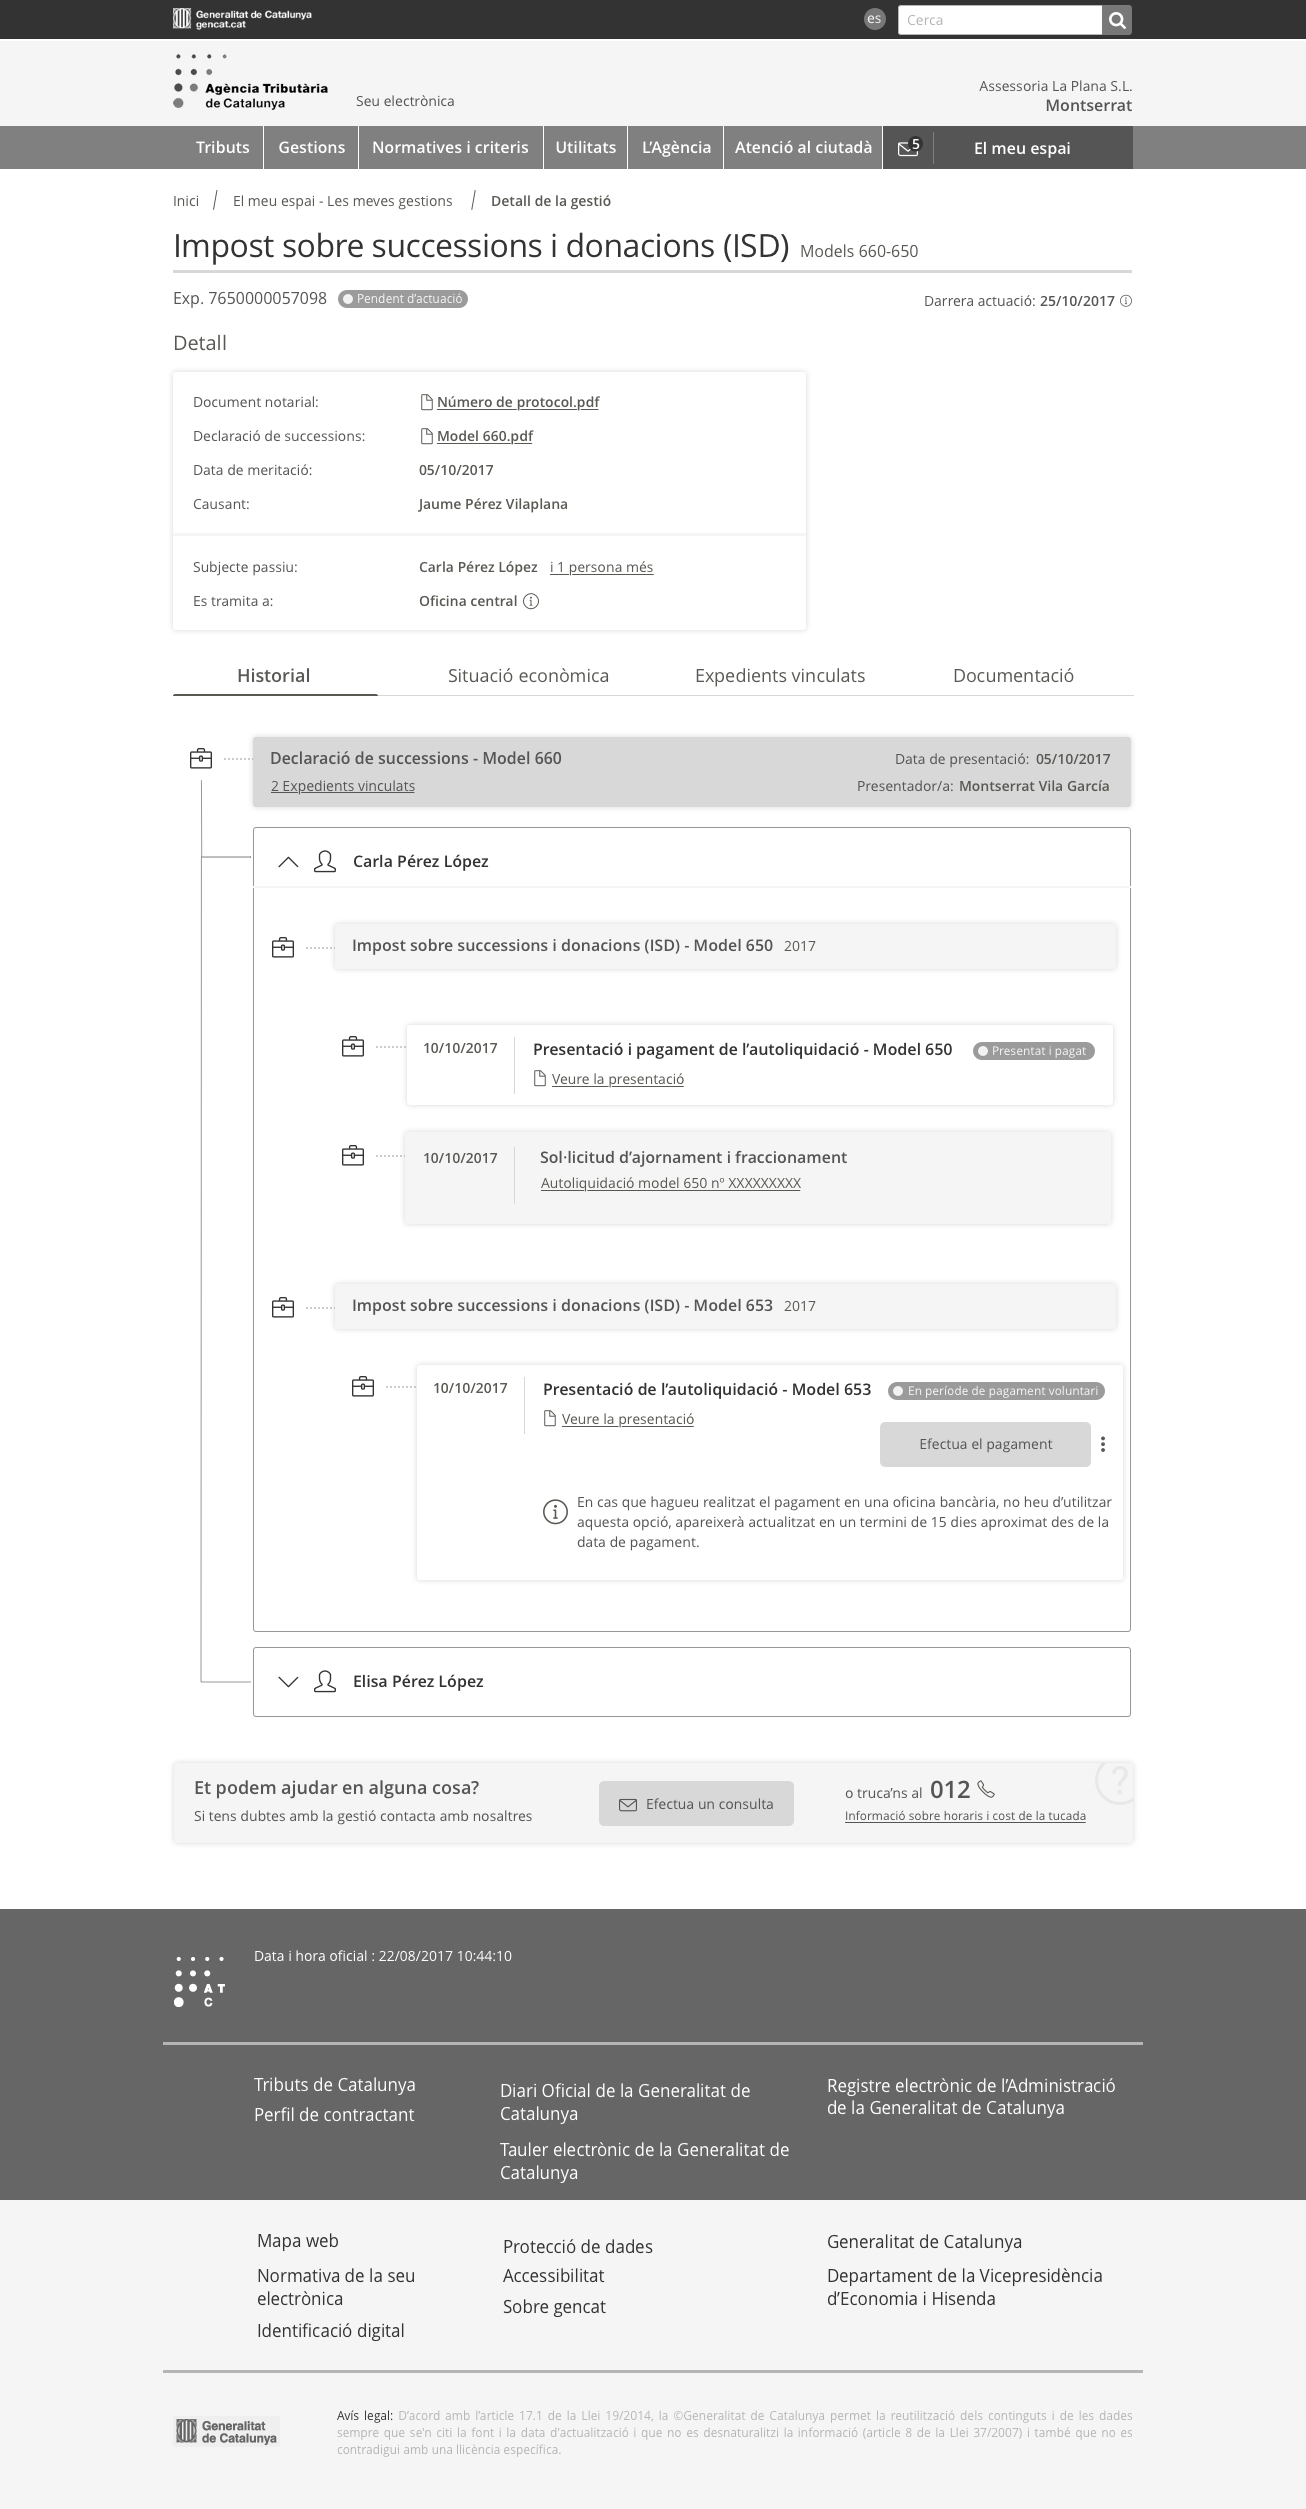 Generalitat de Catalunya
gencat.cat
es
Cerca
Agència Tributària
de Catalunya
Seu electrònica
Assessoria La Plana S.L.
Montserrat
Tributs
Gestions
Normatives i criteris
Utilitats
L'Agència
Atenció al ciutadà
5
El meu espai
Inici / El meu espai - Les meves gestions / Detall de la gestió
Impost sobre successions i donacions (ISD) Models 660-650
Exp. 7650000057098 Pendent d'actuació
Darrera actuació: 25/10/2017
Detall
Document notarial: Número de protocol.pdf
Declaració de successions: Model 660.pdf
Data de meritació: 05/10/2017
Causant: Jaume Pérez Vilaplana
Subjecte passiu: Carla Pérez López i 1 persona més
Es tramita a: Oficina central
Historial
Situació econòmica
Expedients vinculats
Documentació
Declaració de successions - Model 660
Data de presentació: 05/10/2017
2 Expedients vinculats
Presentador/a: Montserrat Vila García
Carla Pérez López
Impost sobre successions i donacions (ISD) - Model 650 2017
10/10/2017
Presentació i pagament de l'autoliquidació - Model 650
Presentat i pagat
Veure la presentació
10/10/2017
Sol·licitud d'ajornament i fraccionament
Autoliquidació model 650 nº XXXXXXXXX
Impost sobre successions i donacions (ISD) - Model 653 2017
10/10/2017
Presentació de l'autoliquidació - Model 653
En període de pagament voluntari
Veure la presentació
Efectua el pagament
En cas que hagueu realitzat el pagament en una oficina bancària, no heu d'utilitzar
aquesta opció, apareixerà actualitzat en un termini de 15 dies aproximat des de la
data de pagament.
Elisa Pérez López
Et podem ajudar en alguna cosa?
Si tens dubtes amb la gestió contacta amb nosaltres
Efectua un consulta
o truca'ns al 012
Informació sobre horaris i cost de la tucada
Data i hora oficial : 22/08/2017 10:44:10
A T
C
Tributs de Catalunya
Perfil de contractant
Diari Oficial de la Generalitat de
Catalunya
Tauler electrònic de la Generalitat de
Catalunya
Registre electrònic de l'Administració
de la Generalitat de Catalunya
Mapa web
Normativa de la seu
electrònica
Identificació digital
Protecció de dades
Accessibilitat
Sobre gencat
Generalitat de Catalunya
Departament de la Vicepresidència
d'Economia i Hisenda
Generalitat
de Catalunya
Avís legal: D'acord amb l'article 17.1 de la Llei 19/2014, la ©Generalitat de Catalunya permet la reutilització dels continguts i de les dades
sempre que se'n citi la font i la data d'actualització i que no es desnaturalitzi la informació (article 8 de la Llei 37/2007) i també que no es
contradigui amb una llicència específica.